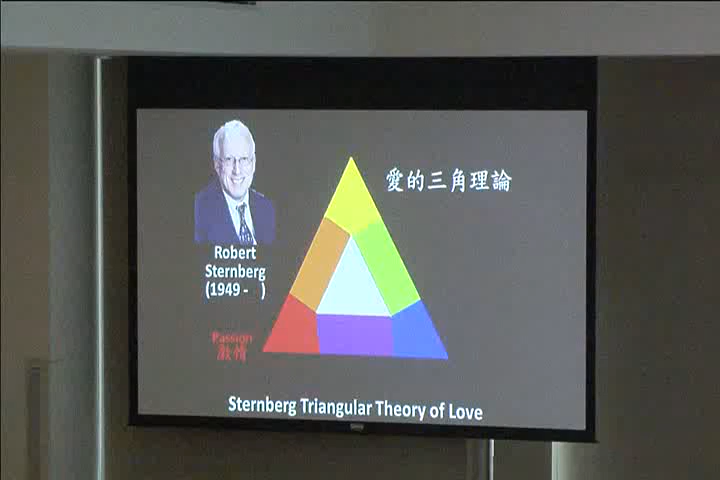 愛的三角理論
Robert
Sternberg
(1949 -   )
Passion
激情
Sternberg Triangular Theory of Love